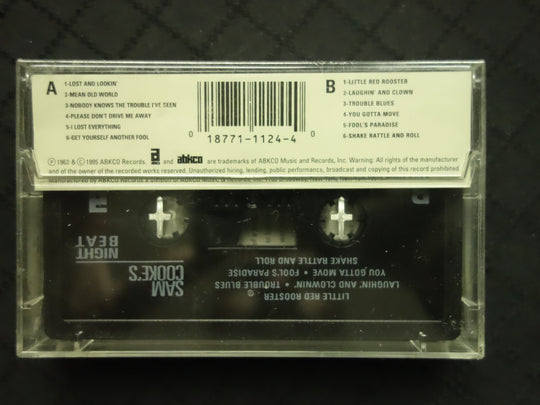 A
1-LOST AND LOOKIN'
2-MEAN OLD WORLD
3-NOBODY KNOWS THE TROUBLE I'VE SEEN
4-PLEASE DON'T DRIVE ME AWAY
5-I LOST EVERYTHING
6-GET YOURSELF ANOTHER FOOL
0 18771-1124-4 0
B
1-LITTLE RED ROOSTER
2-LAUGHIN' AND CLOWN
3-TROUBLE BLUES
4-YOU GOTTA MOVE
5-FOOL'S PARADISE
6-SHAKE RATTLE AND ROLL
℗ 1963 & © 1995 ABKCO Records. and abkco are trademarks of ABKCO Music and Records, Inc. Warning: All rights of the manufacturer
and of the owner of the recorded works reserved. Unauthorized hiring, lending, public performance, broadcast and copying of this record prohibited.
Manufactured by ABKCO Records
SAM
COOKE'S
NIGHT
BEAT
LITTLE RED ROOSTER
LAUGHIN' AND CLOWNIN' • TROUBLE BLUES
YOU GOTTA MOVE • FOOL'S PARADISE
SHAKE RATTLE AND ROLL